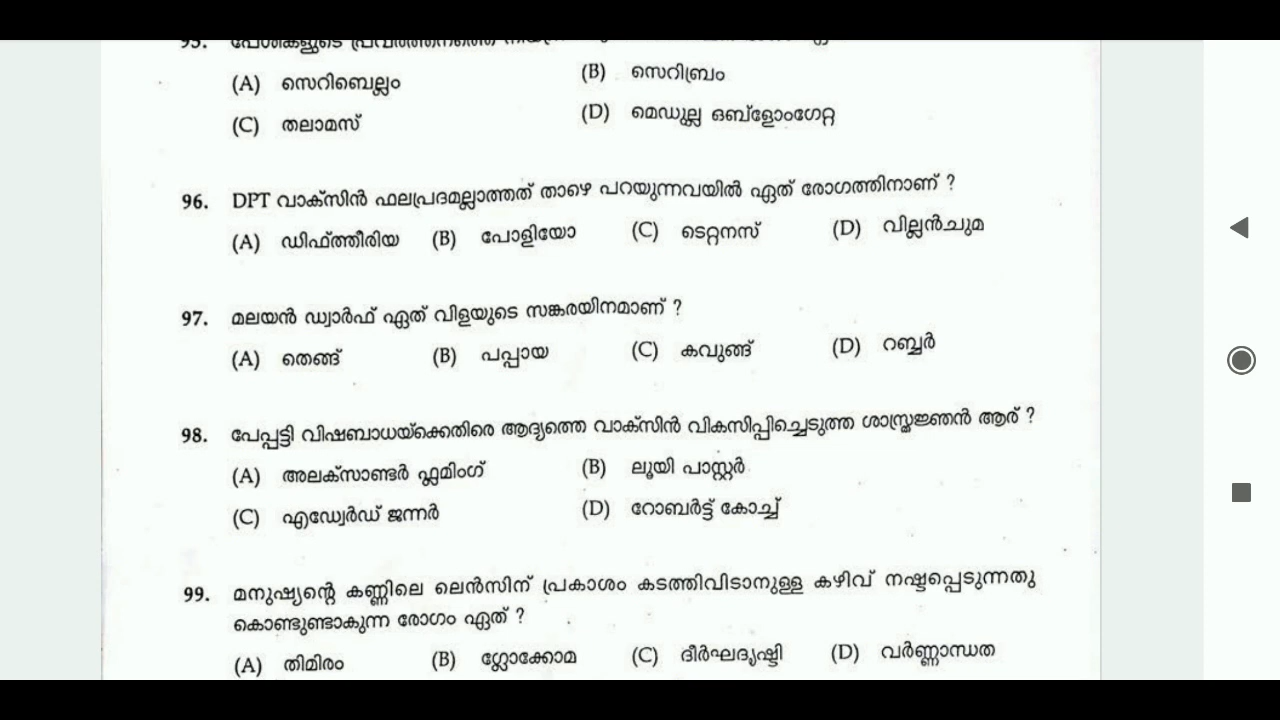 (A) സെറിബെല്ലം (B) സെറിബ്രം
(C) തലാമസ് (D) മെഡുല്ല ഒബ്ളോംഗേറ്റ
96. DPT വാക്സിൻ ഫലപ്രദമല്ലാത്തത് താഴെ പറയുന്നവയിൽ ഏത് രോഗത്തിനാണ് ?
(A) ഡിഫ്ത്തീരിയ (B) പോളിയോ (C) ടെറ്റനസ് (D) വില്ലൻചുമ
97. മലയൻ ഡ്വാർഫ് ഏത് വിളയുടെ സങ്കരയിനമാണ് ?
(A) തെങ്ങ് (B) പപ്പായ (C) കവുങ്ങ് (D) റബ്ബർ
98. പേപ്പട്ടി വിഷബാധയ്ക്കെതിരെ ആദ്യത്തെ വാക്സിൻ വികസിപ്പിച്ചെടുത്ത ശാസ്ത്രജ്ഞൻ ആര് ?
(A) അലക്സാണ്ടർ ഫ്ലമിംഗ് (B) ലൂയി പാസ്റ്റർ
(C) എഡ്വേർഡ് ജന്നർ (D) റോബർട്ട് കോച്ച്
99. മനുഷ്യന്റെ കണ്ണിലെ ലെൻസിന് പ്രകാശം കടത്തിവിടാനുള്ള കഴിവ് നഷ്ടപ്പെടുന്നതു
കൊണ്ടുണ്ടാകുന്ന രോഗം ഏത് ?
(A) തിമിരം (B) ഗ്ലോക്കോമ (C) ദീർഘദൃഷ്ടി (D) വർണ്ണാന്ധത